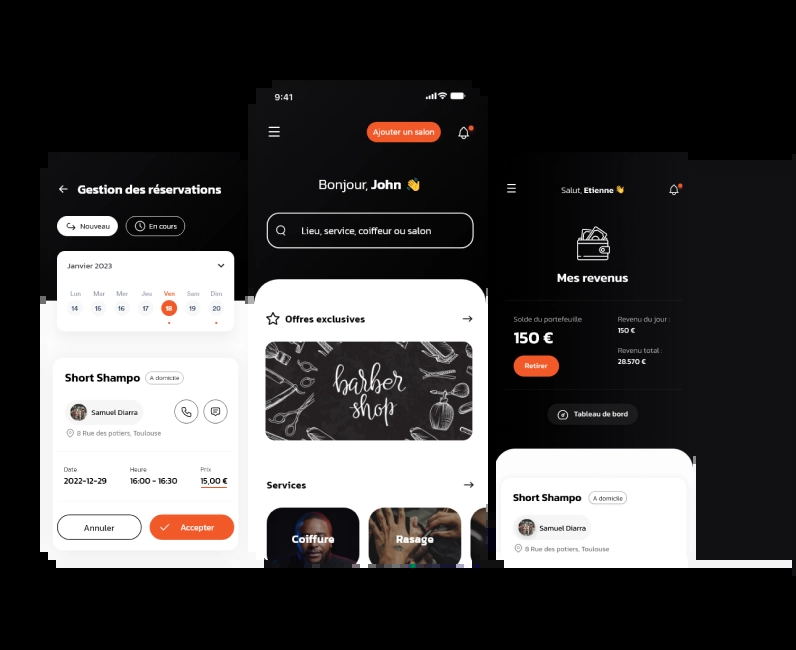 Gestion des réservations
Nouveau
En cours
Janvier 2023
Lun Mar Mer Jeu Ven Sam Dim
14 15 16 17 18 19 20
Short Shampo
A domicile
Samuel Diarra
8 Rue des potiers, Toulouse
Date Heure Prix
2022-12-29 16:00 - 16:30 15,00 €
Annuler
Accepter
9:41
Ajouter un salon
Bonjour, John 👋
Lieu, service, coiffeur ou salon
Offres exclusives
barber
shop
Services
Coiffure
Rasage
Salut, Etienne 👋
Mes revenus
Solde du portefeuille
150 €
Retirer
Revenu du jour :
150 €
Revenu total :
28.570 €
Tableau de bord
Short Shampo
A domicile
Samuel Diarra
8 Rue des potiers, Toulouse